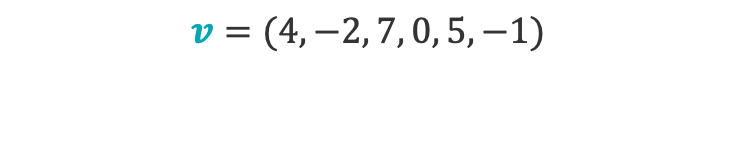 v = (4, −2, 7, 0, 5, −1)